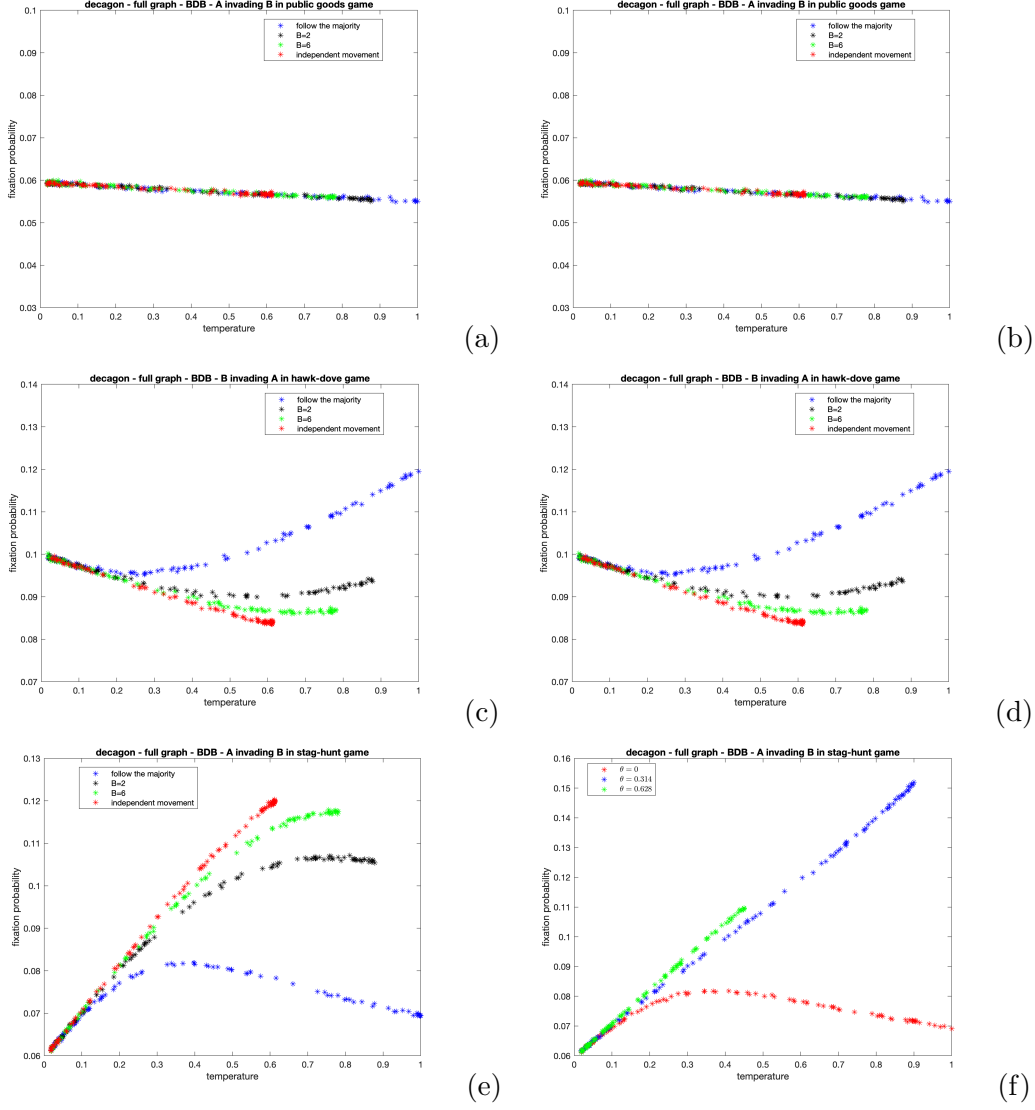 decagon - full graph - BDB - A invading B in public goods game
0.1
0.09
0.08
0.07
0.06
0.05
0.04
0.03
fixation probability
follow the majority
B=2
B=6
independent movement
0 0.1 0.2 0.3 0.4 0.5 0.6 0.7 0.8 0.9 1
temperature
(a)
decagon - full graph - BDB - A invading B in public goods game
0.1
0.09
0.08
0.07
0.06
0.05
0.04
0.03
fixation probability
follow the majority
B=2
B=6
independent movement
0 0.1 0.2 0.3 0.4 0.5 0.6 0.7 0.8 0.9 1
temperature
(b)
decagon - full graph - BDB - B invading A in hawk-dove game
0.14
0.13
0.12
0.11
0.1
0.09
0.08
0.07
fixation probability
follow the majority
B=2
B=6
independent movement
0 0.1 0.2 0.3 0.4 0.5 0.6 0.7 0.8 0.9 1
temperature
(c)
decagon - full graph - BDB - B invading A in hawk-dove game
0.14
0.13
0.12
0.11
0.1
0.09
0.08
0.07
fixation probability
follow the majority
B=2
B=6
independent movement
0 0.1 0.2 0.3 0.4 0.5 0.6 0.7 0.8 0.9 1
temperature
(d)
decagon - full graph - BDB - A invading B in stag-hunt game
0.13
0.12
0.11
0.1
0.09
0.08
0.07
0.06
fixation probability
follow the majority
B=2
B=6
independent movement
0 0.1 0.2 0.3 0.4 0.5 0.6 0.7 0.8 0.9 1
temperature
(e)
decagon - full graph - BDB - A invading B in stag-hunt game
0.16
0.15
0.14
0.13
0.12
0.11
0.1
0.09
0.08
0.07
0.06
fixation probability
θ = 0
θ = 0.314
θ = 0.628
0 0.1 0.2 0.3 0.4 0.5 0.6 0.7 0.8 0.9 1
temperature
(f)